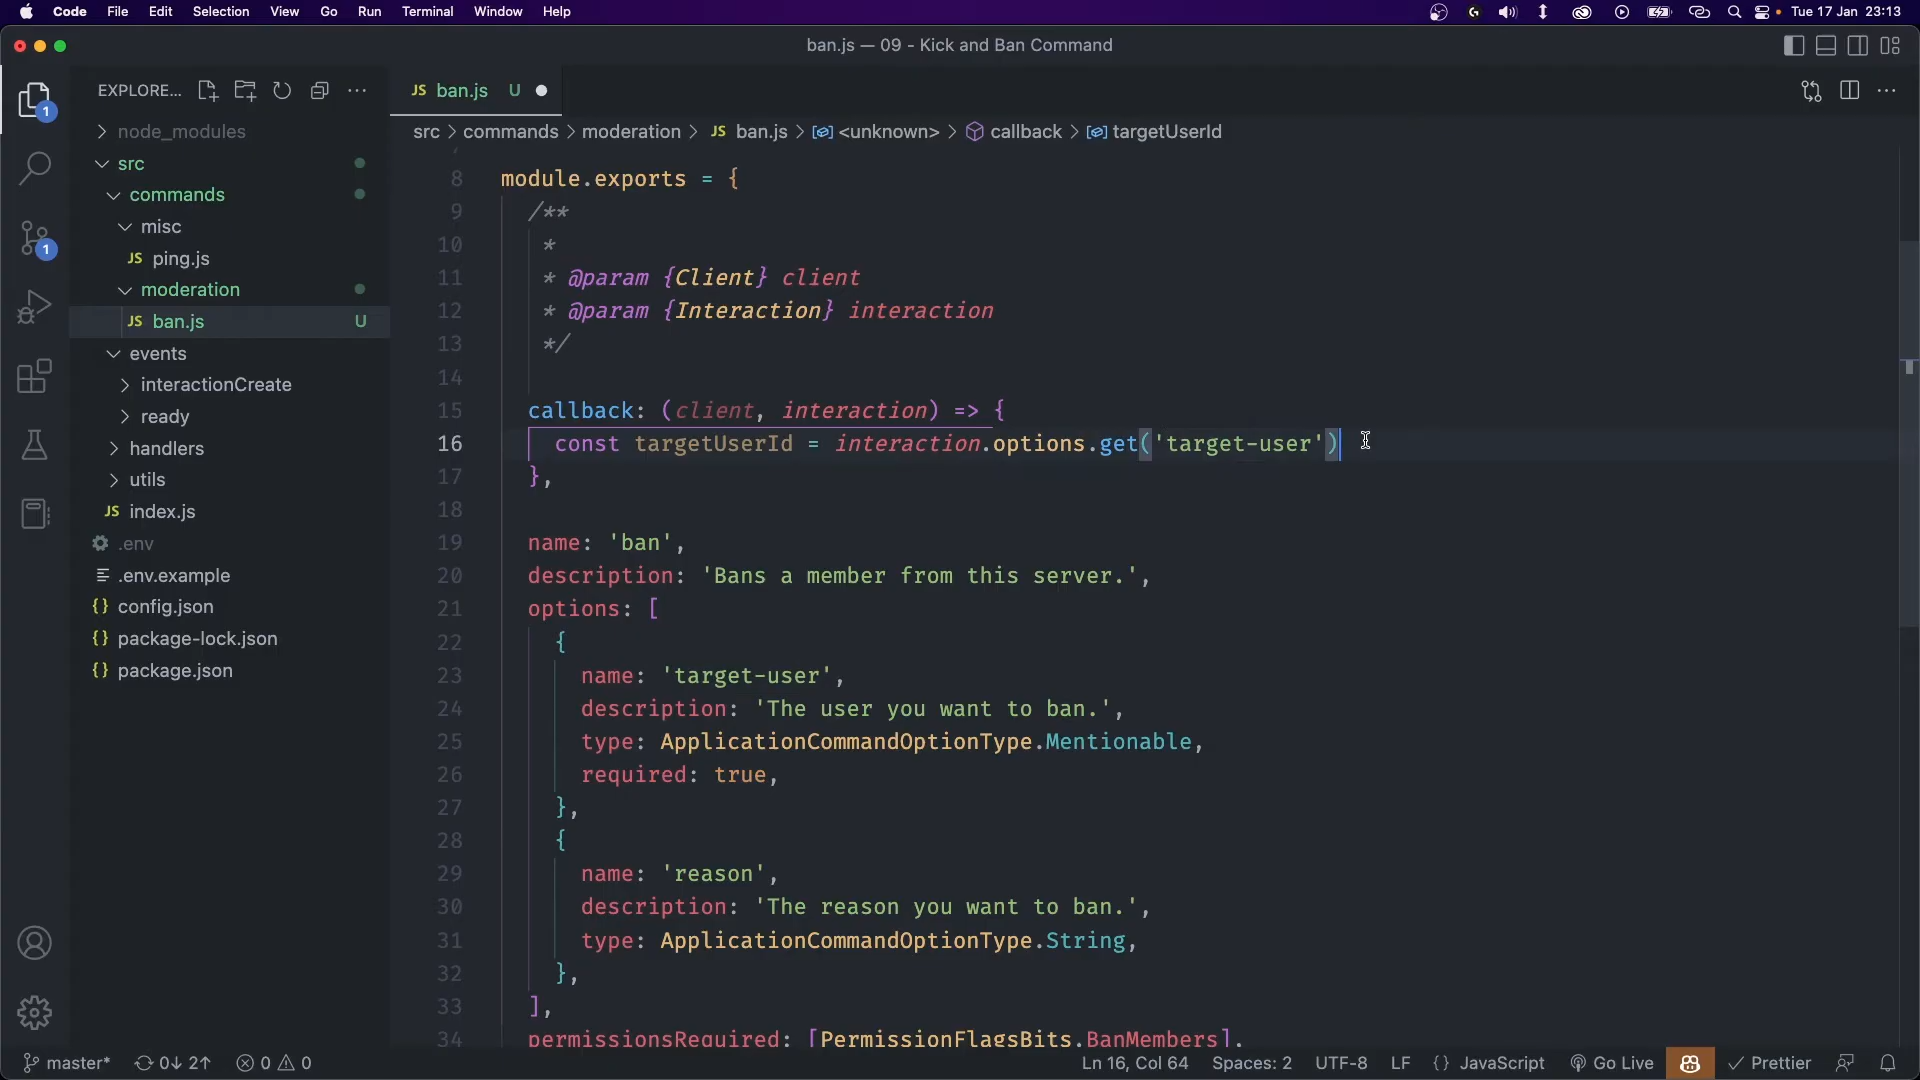 Code File Edit Selection View Go Run Terminal Window Help Tue 17 Jan 23:13
ban.js — 09 - Kick and Ban Command
EXPLORE...
JS ban.js U
src > commands > moderation > JS ban.js > <unknown> > callback > targetUserId
node_modules
src
commands
misc
JS ping.js
moderation
JS ban.js U
events
interactionCreate
ready
handlers
utils
JS index.js
.env
.env.example
{} config.json
{} package-lock.json
{} package.json
1
1
8 module.exports = {
9 /**
10 *
11 * @param {Client} client
12 * @param {Interaction} interaction
13 */
14
15 callback: (client, interaction) => {
16 const targetUserId = interaction.options.get('target-user')
17 },
18
19 name: 'ban',
20 description: 'Bans a member from this server.',
21 options: [
22 {
23 name: 'target-user',
24 description: 'The user you want to ban.',
25 type: ApplicationCommandOptionType.Mentionable,
26 required: true,
27 },
28 {
29 name: 'reason',
30 description: 'The reason you want to ban.',
31 type: ApplicationCommandOptionType.String,
32 },
33 ],
34 permissionsRequired: [PermissionFlagsBits.BanMembers],
master* 0↓ 2↑ 0 0 Ln 16, Col 64 Spaces: 2 UTF-8 LF {} JavaScript Go Live Prettier